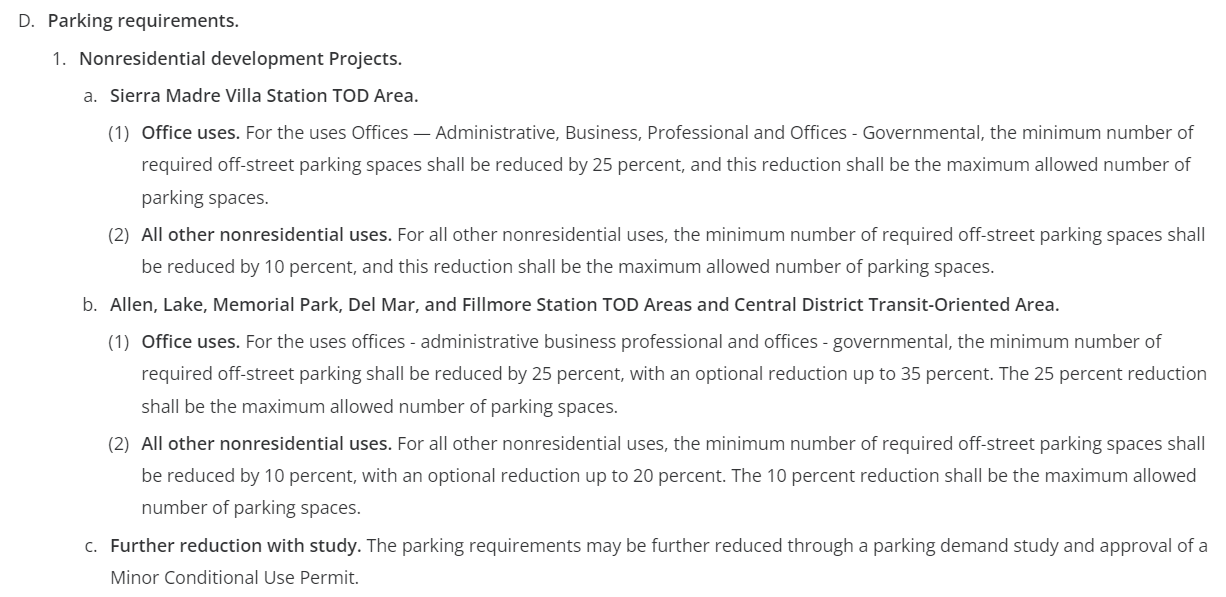 D. Parking requirements.
1. Nonresidential development Projects.
a. Sierra Madre Villa Station TOD Area.
(1) Office uses. For the uses Offices — Administrative, Business, Professional and Offices - Governmental, the minimum number of
required off-street parking spaces shall be reduced by 25 percent, and this reduction shall be the maximum allowed number of
parking spaces.
(2) All other nonresidential uses. For all other nonresidential uses, the minimum number of required off-street parking spaces shall
be reduced by 10 percent, and this reduction shall be the maximum allowed number of parking spaces.
b. Allen, Lake, Memorial Park, Del Mar, and Fillmore Station TOD Areas and Central District Transit-Oriented Area.
(1) Office uses. For the uses offices - administrative business professional and offices - governmental, the minimum number of
required off-street parking shall be reduced by 25 percent, with an optional reduction up to 35 percent. The 25 percent reduction
shall be the maximum allowed number of parking spaces.
(2) All other nonresidential uses. For all other nonresidential uses, the minimum number of required off-street parking spaces shall
be reduced by 10 percent, with an optional reduction up to 20 percent. The 10 percent reduction shall be the maximum allowed
number of parking spaces.
c. Further reduction with study. The parking requirements may be further reduced through a parking demand study and approval of a
Minor Conditional Use Permit.